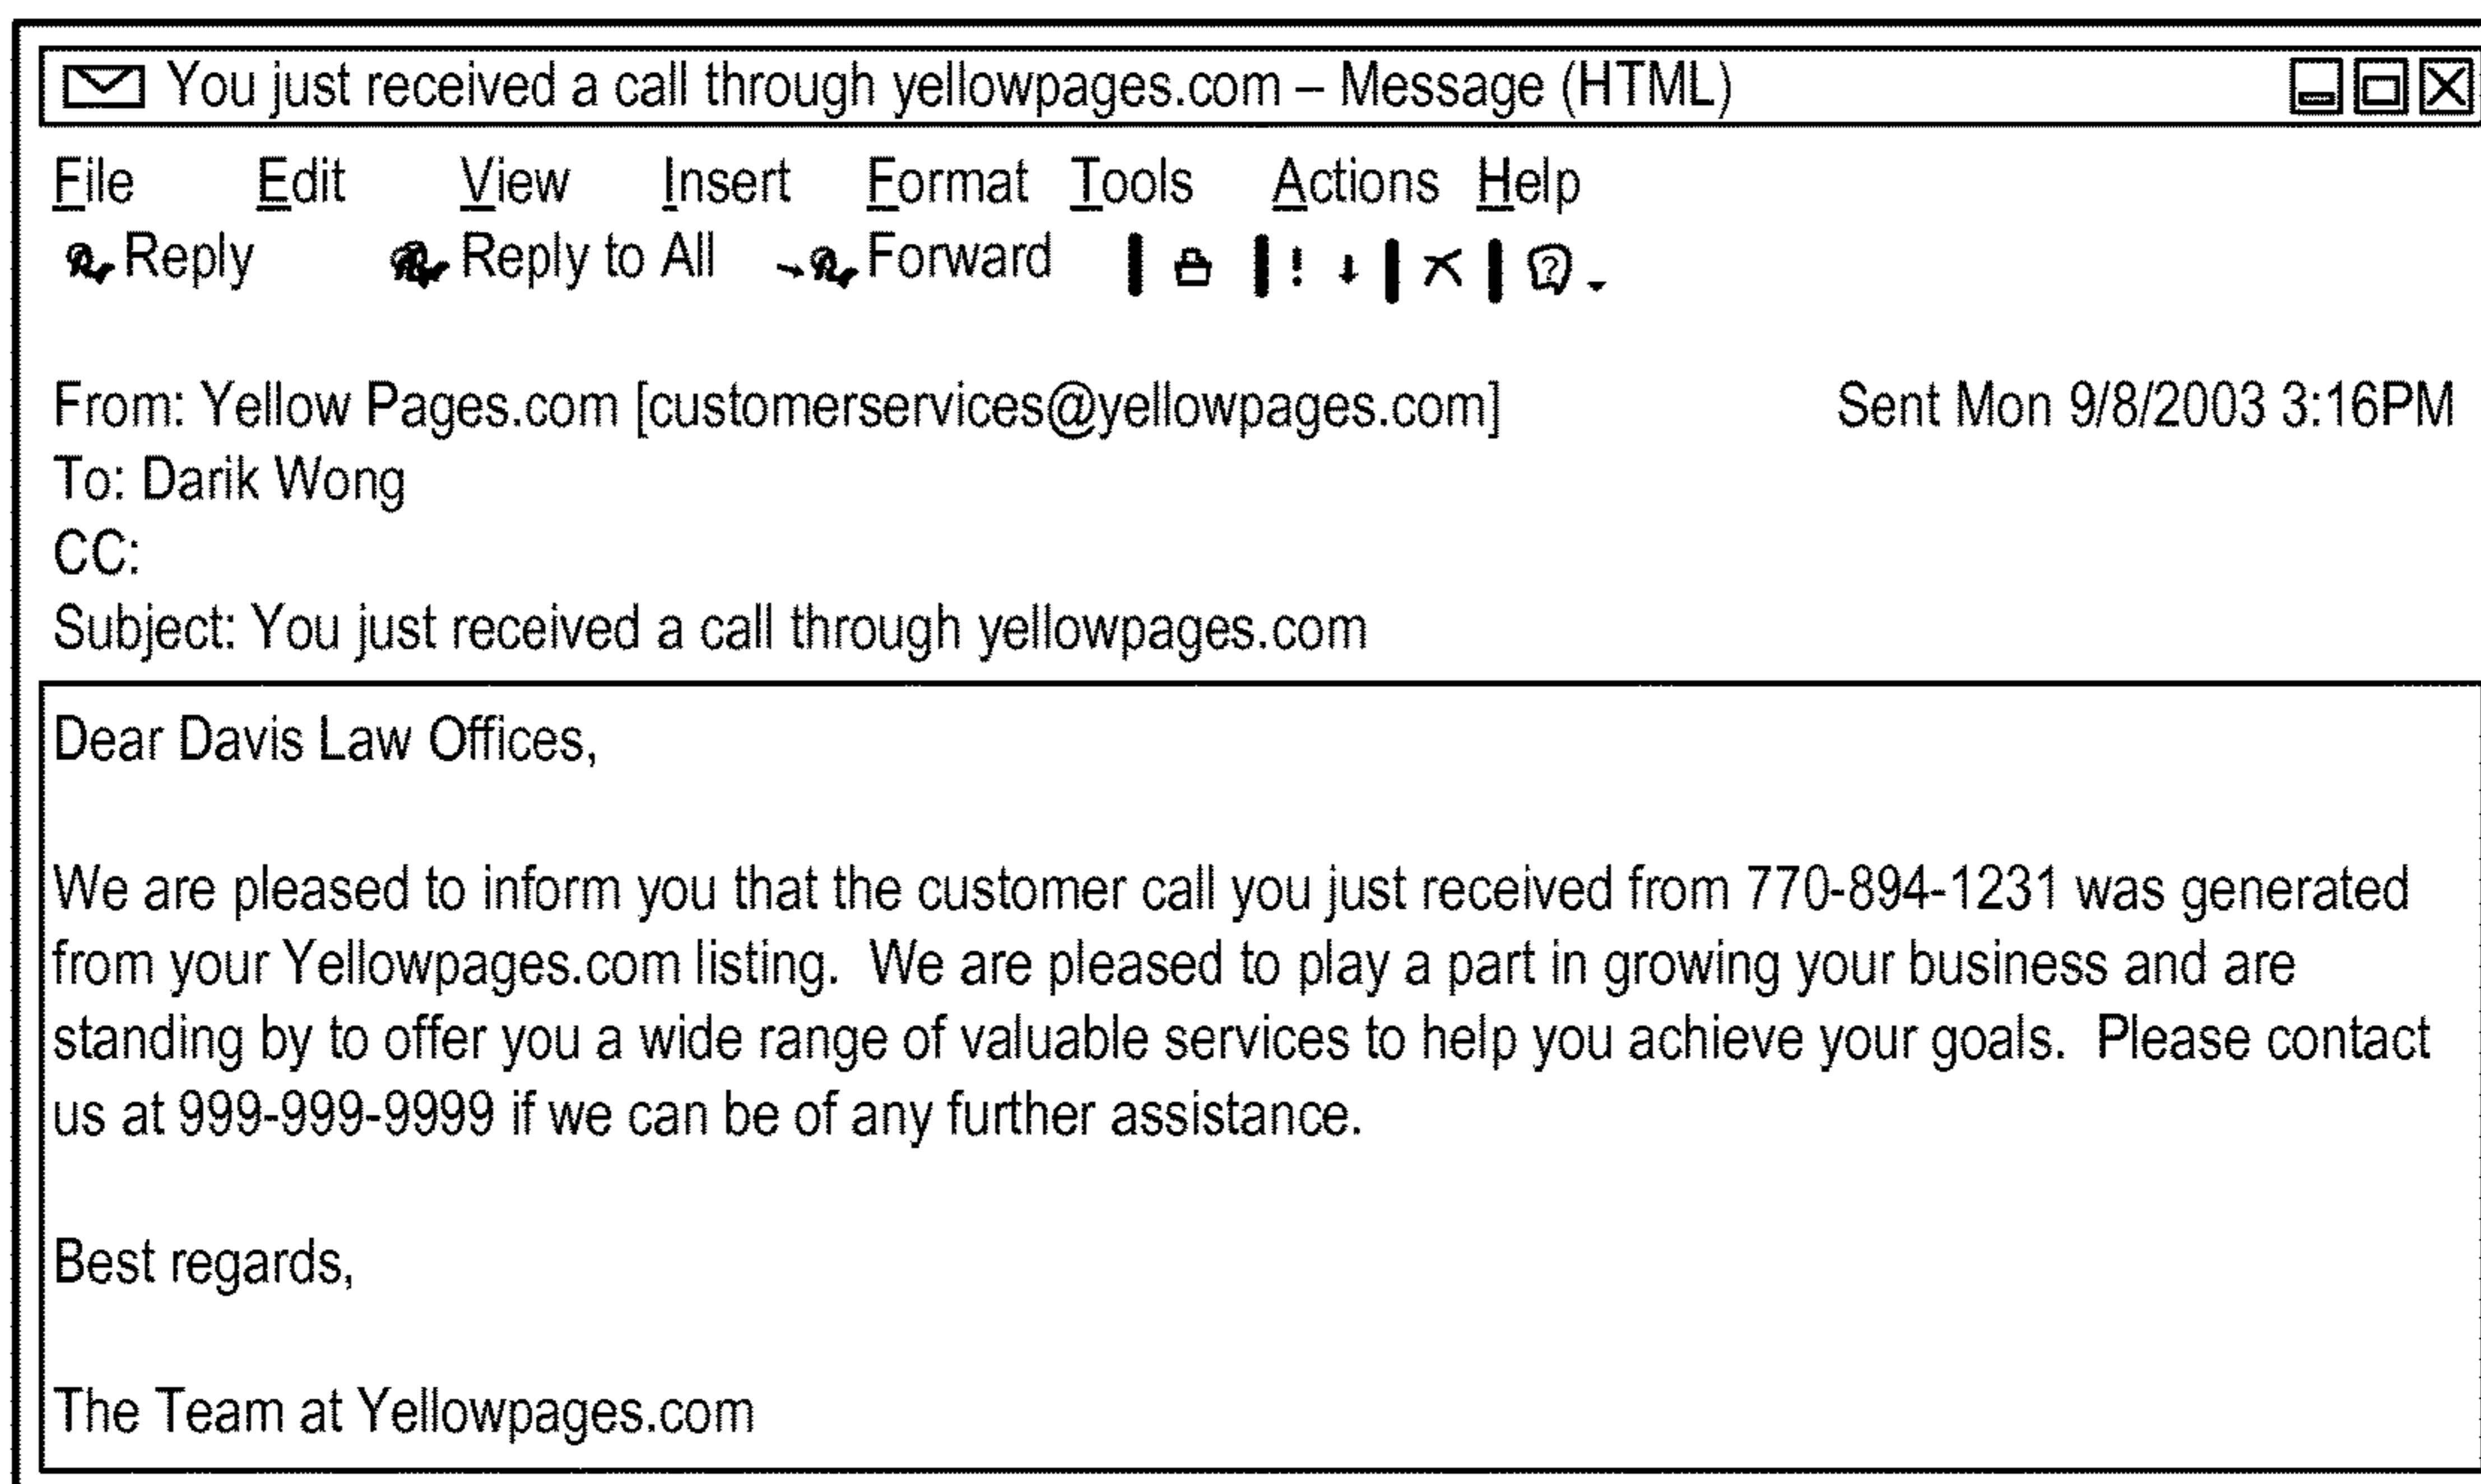 You just received a call through yellowpages.com – Message (HTML)
File Edit View Insert Format Tools Actions Help
Reply Reply to All Forward ! ?
From: Yellow Pages.com [customerservices@yellowpages.com] Sent Mon 9/8/2003 3:16PM
To: Darik Wong
CC:
Subject: You just received a call through yellowpages.com
Dear Davis Law Offices,
We are pleased to inform you that the customer call you just received from 770-894-1231 was generated
from your Yellowpages.com listing. We are pleased to play a part in growing your business and are
standing by to offer you a wide range of valuable services to help you achieve your goals. Please contact
us at 999-999-9999 if we can be of any further assistance.
Best regards,
The Team at Yellowpages.com